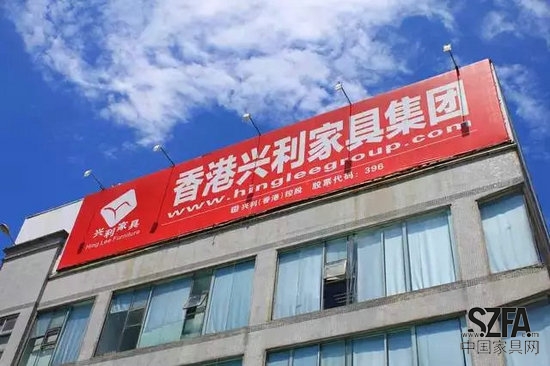 香港兴利家具集团
www.hingleegroup.com
兴利(香港)控股 股票代码:396
兴利家具
Hing Lee Furniture
SZFA
中国家具网